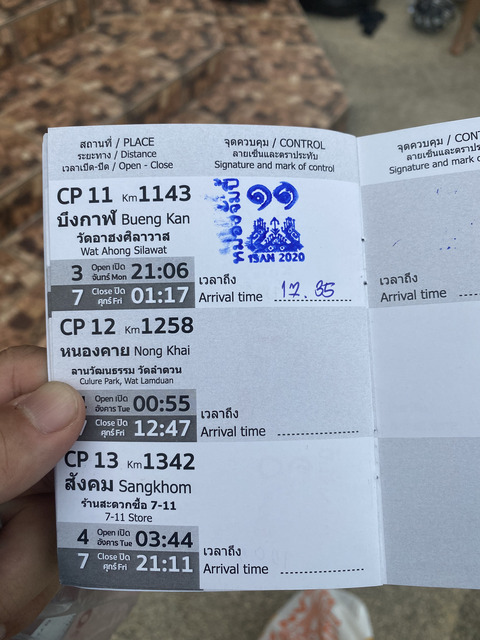 สถานที่ / PLACE
ระยะทาง / Distance
เวลาเปิด-ปิด / Open - Close
จุดควบคุม / CONTROL
ลายเซ็นและตราประทับ
Signature and mark of control
CP 11 Km 1143
บึงกาฬ Bueng Kan
วัดอาฮงศิลาวาส
Wat Ahong Silawat
3 Open เปิด จันทร์ Mon 21:06
7 Close ปิด ศุกร์ Fri 01:17
๑๑
ISAN 2020
เวลาถึง
Arrival time 17.35
CP 12 Km 1258
หนองคาย Nong Khai
ลานวัฒนธรรม วัดลำดวน
Culure Park, Wat Lamduan
Open เปิด อังคาร Tue 00:55
7 Close ปิด ศุกร์ Fri 12:47
เวลาถึง
Arrival time
CP 13 Km 1342
สังคม Sangkhom
ร้านสะดวกซื้อ 7-11
7-11 Store
4 Open เปิด อังคาร Tue 03:44
7 Close ปิด ศุกร์ Fri 21:11
เวลาถึง
Arrival time
จุดควบคุม / CONT
ลายเซ็นและตราประทับ
Signature and mark of
เวลาถึง
Arrival time